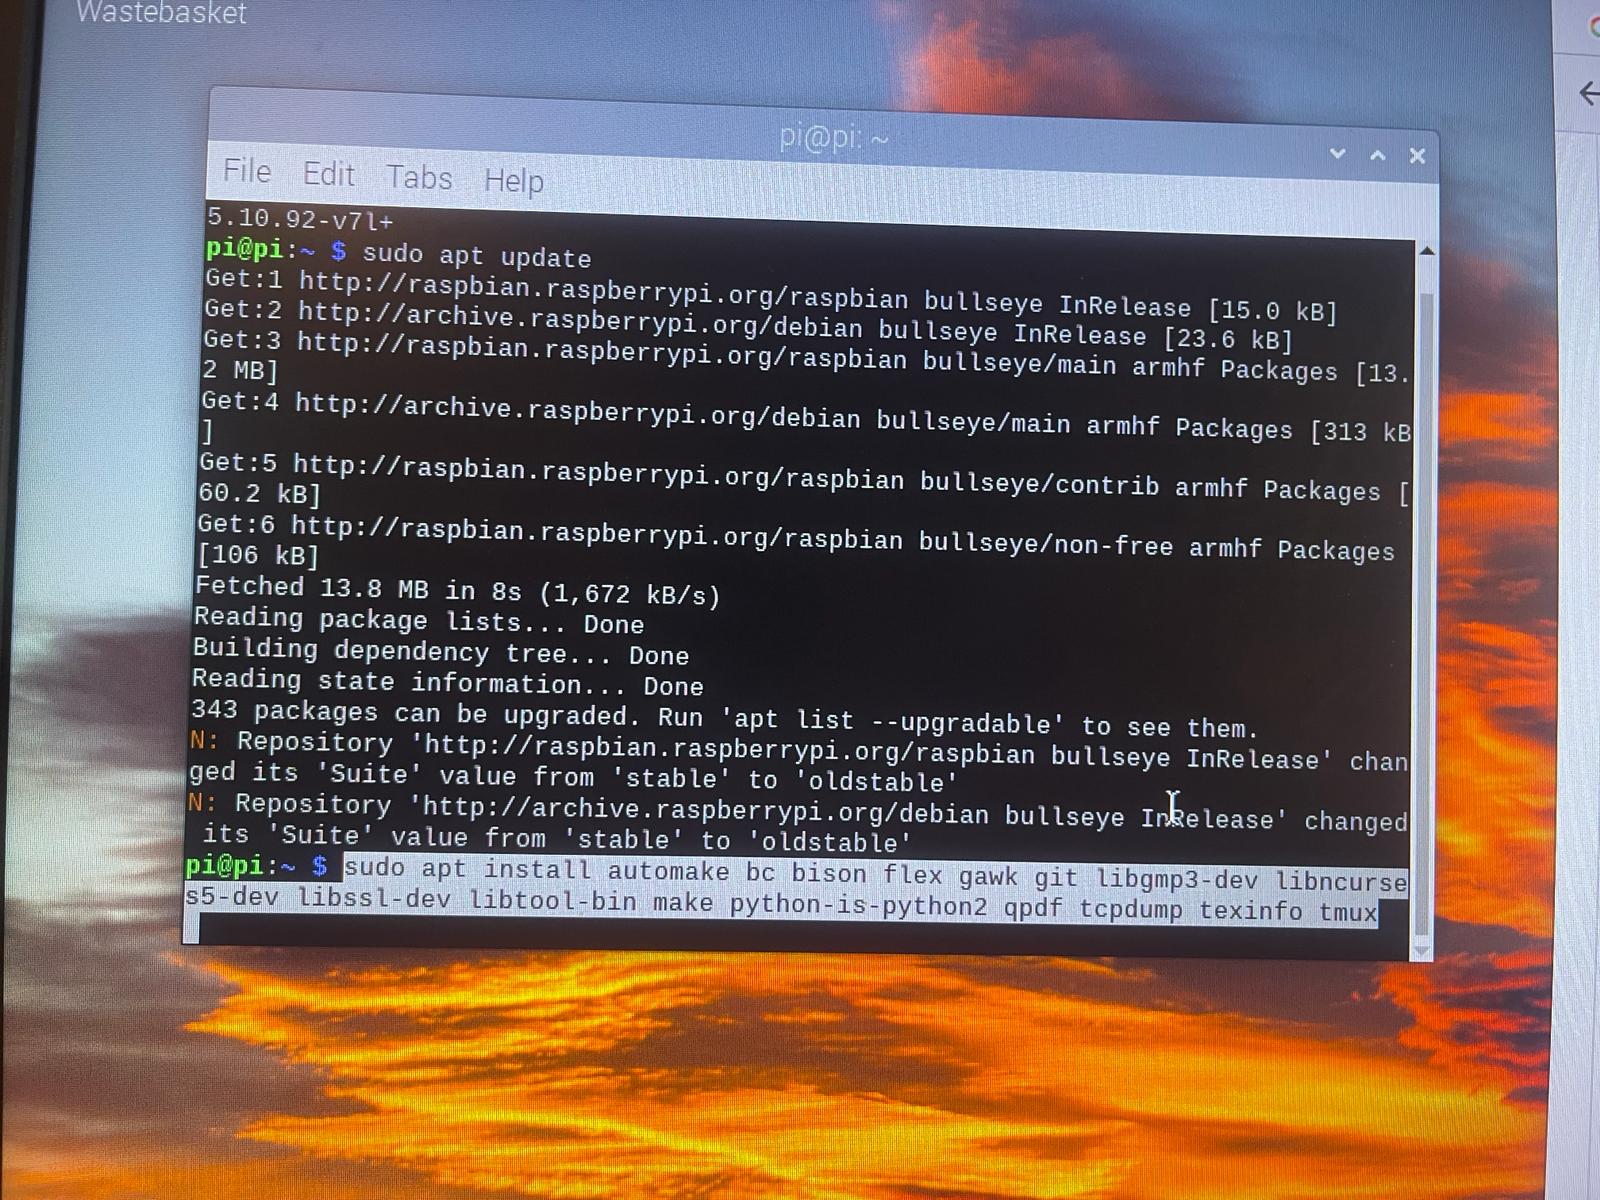 Wastebasket
pi@pi: ~
File Edit Tabs Help
5.10.92-v7l+
pi@pi:~ $ sudo apt update
Get:1 http://raspbian.raspberrypi.org/raspbian bullseye InRelease [15.0 kB]
Get:2 http://archive.raspberrypi.org/debian bullseye InRelease [23.6 kB]
Get:3 http://raspbian.raspberrypi.org/raspbian bullseye/main armhf Packages [13.
2 MB]
Get:4 http://archive.raspberrypi.org/debian bullseye/main armhf Packages [313 kB
]
Get:5 http://raspbian.raspberrypi.org/raspbian bullseye/contrib armhf Packages [
60.2 kB]
Get:6 http://raspbian.raspberrypi.org/raspbian bullseye/non-free armhf Packages
[106 kB]
Fetched 13.8 MB in 8s (1,672 kB/s)
Reading package lists... Done
Building dependency tree... Done
Reading state information... Done
343 packages can be upgraded. Run 'apt list --upgradable' to see them.
N: Repository 'http://raspbian.raspberrypi.org/raspbian bullseye InRelease' chan
ged its 'Suite' value from 'stable' to 'oldstable'
N: Repository 'http://archive.raspberrypi.org/debian bullseye InRelease' changed
its 'Suite' value from 'stable' to 'oldstable'
pi@pi:~ $ sudo apt install automake bc bison flex gawk git libgmp3-dev libncurse
s5-dev libssl-dev libtool-bin make python-is-python2 qpdf tcpdump texinfo tmux